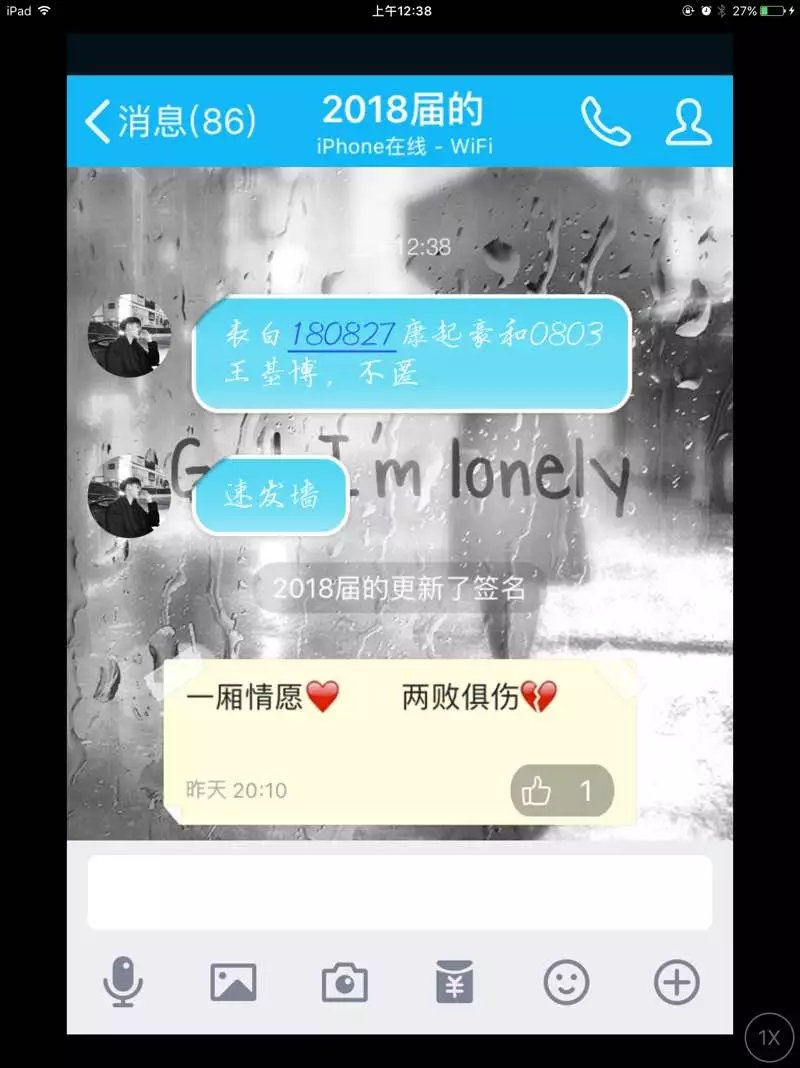 iPad 上午12:38 27%
消息(86) 2018届的
iPhone在线 - WiFi
12:38
表白180827康起豪和0803
王基博，不匿
I'm lonely
速发墙
2018届的更新了签名
一厢情愿❤️ 两败俱伤💔
昨天 20:10 1
¥
1X